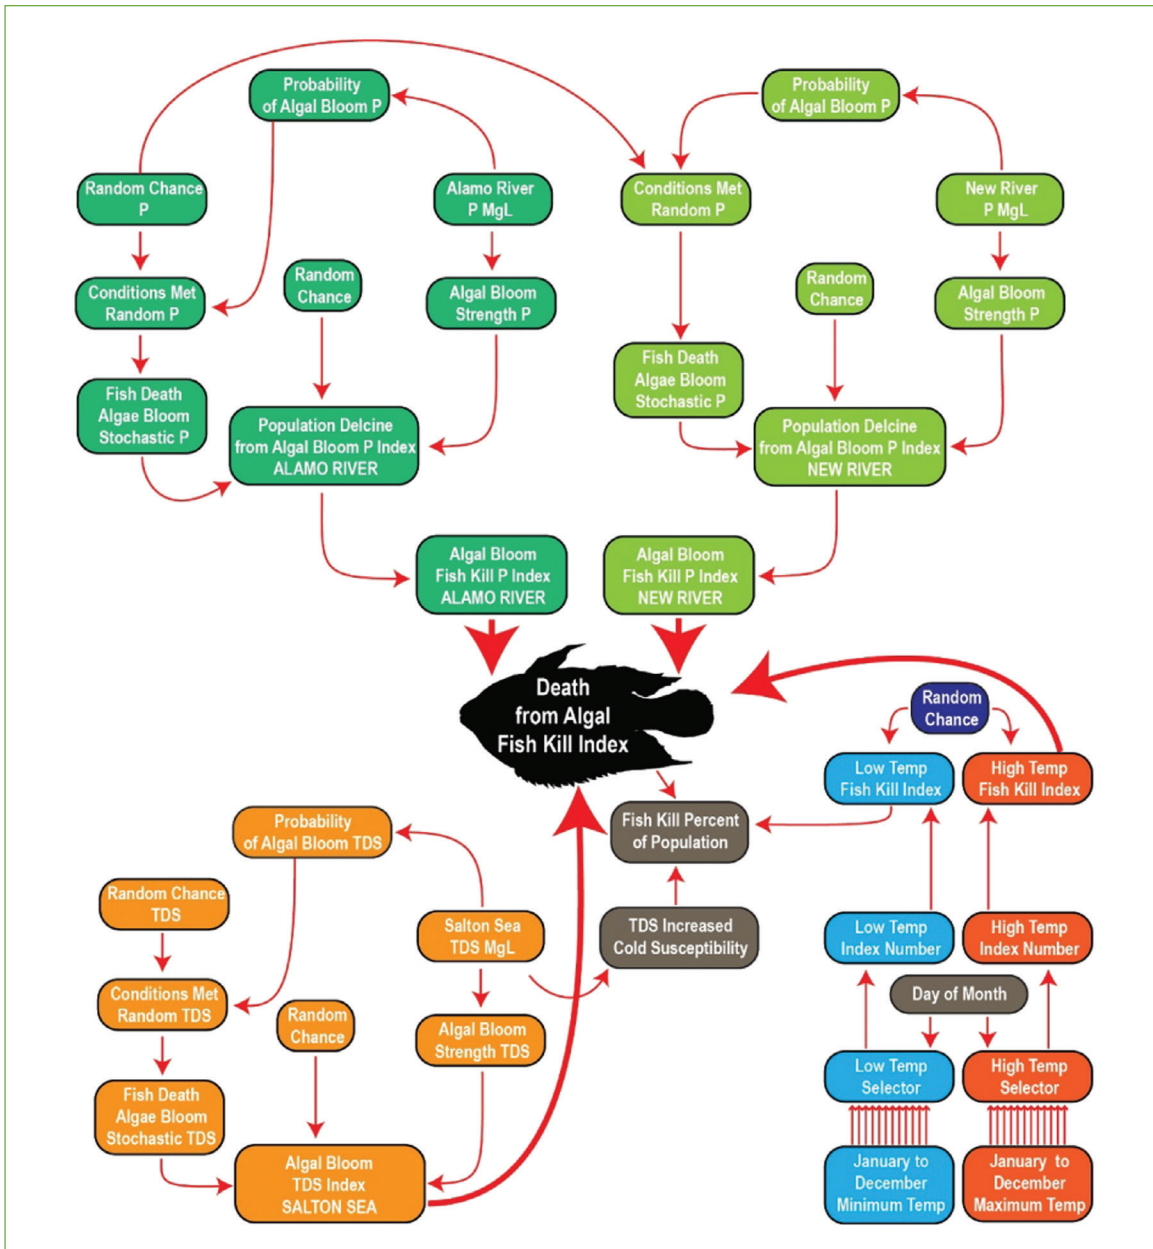 Probability
of Algal Bloom P
Probability
of Algal Bloom P
Random Chance
P
Alamo River
P MgL
Conditions Met
Random P
New River
P MgL
Random
Chance
Random
Chance
Conditions Met
Random P
Algal Bloom
Strength P
Algal Bloom
Strength P
Fish Death
Algae Bloom
Stochastic P
Fish Death
Algae Bloom
Stochastic P
Population Delcine
from Algal Bloom P Index
ALAMO RIVER
Population Delcine
from Algal Bloom P Index
NEW RIVER
Algal Bloom
Fish Kill P Index
ALAMO RIVER
Algal Bloom
Fish Kill P Index
NEW RIVER
Death
from Algal
Fish Kill Index
Random
Chance
Low Temp
Fish Kill Index
High Temp
Fish Kill Index
Probability
of Algal Bloom TDS
Fish Kill Percent
of Population
Random Chance
TDS
Salton Sea
TDS MgL
TDS Increased
Cold Susceptibility
Low Temp
Index Number
High Temp
Index Number
Conditions Met
Random TDS
Random
Chance
Algal Bloom
Strength TDS
Day of Month
Low Temp
Selector
High Temp
Selector
Fish Death
Algae Bloom
Stochastic TDS
Algal Bloom
TDS Index
SALTON SEA
January to
December
Minimum Temp
January to
December
Maximum Temp